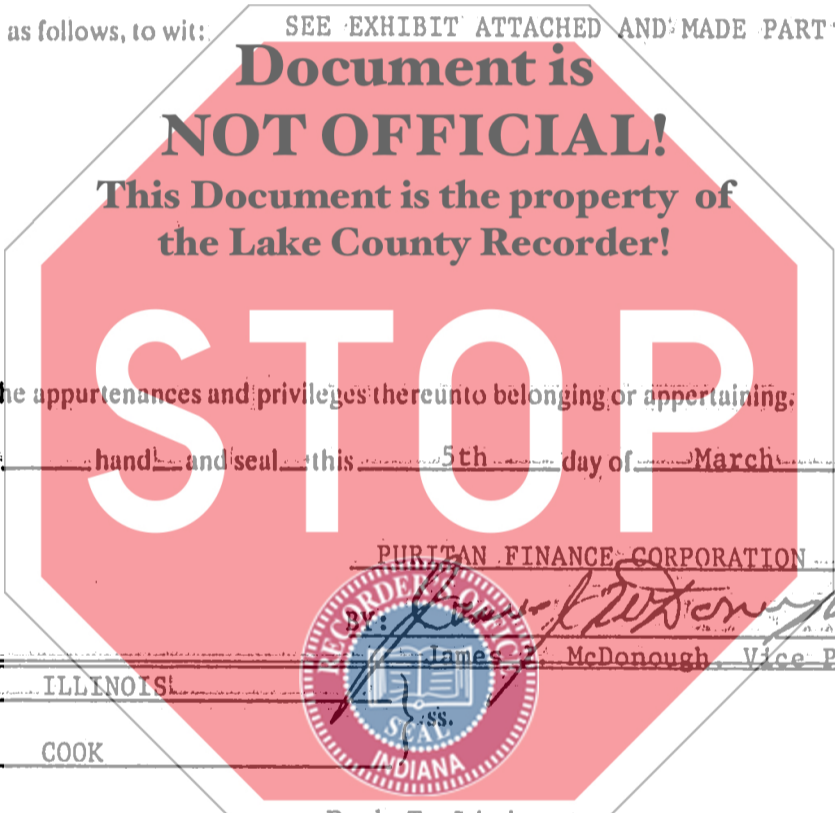 as follows, to wit: SEE EXHIBIT ATTACHED AND MADE PART
Document is
NOT OFFICIAL!
This Document is the property of
the Lake County Recorder!
STOP
he appurtenances and privileges thereunto belonging or appertaining.
hand and seal this 5th day of March
PURITAN FINANCE CORPORATION
BY:
James McDonough, Vice P
ILLINOIS
ss.
COOK
RECORDER'S OFFICE
SEAL
INDIANA